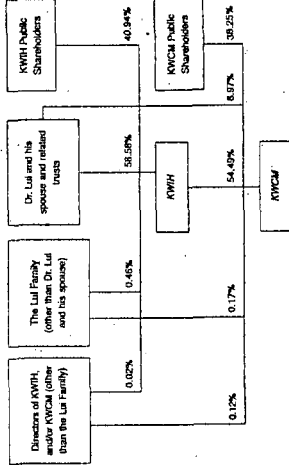 Directors of KWIH,
and/or KWCM (other
than the Lui Family)
The Lui Family
(other than Dr. Lui
and his spouse)
Dr. Lui and his
spouse and related
trusts
KWIH Public
Shareholders
0.02%
0.46%
58.58%
40.94%
KWIH
KWCM Public
Shareholders
0.12%
0.17%
54.49%
6.97%
38.25%
KWCM